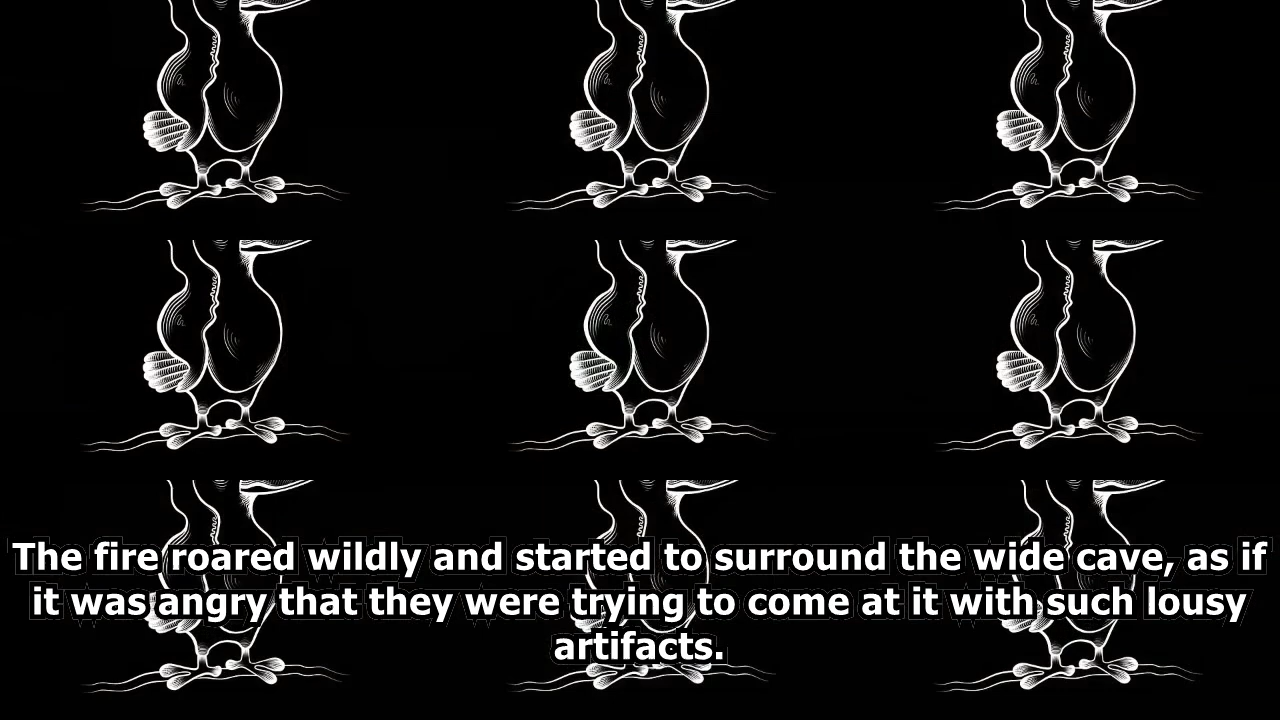 The fire roared wildly and started to surround the wide cave, as if
it was angry that they were trying to come at it with such lousy
artifacts.